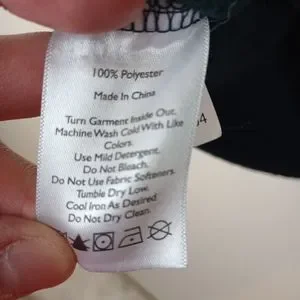 100% Polyester
Made In China
Turn Garment Inside Out.
Machine Wash Cold With Like
Colors.
Use Mild Detergent.
Do Not Bleach.
Do Not Use Fabric Softeners.
Tumble Dry Low.
Cool Iron As Desired.
Do Not Dry Clean.